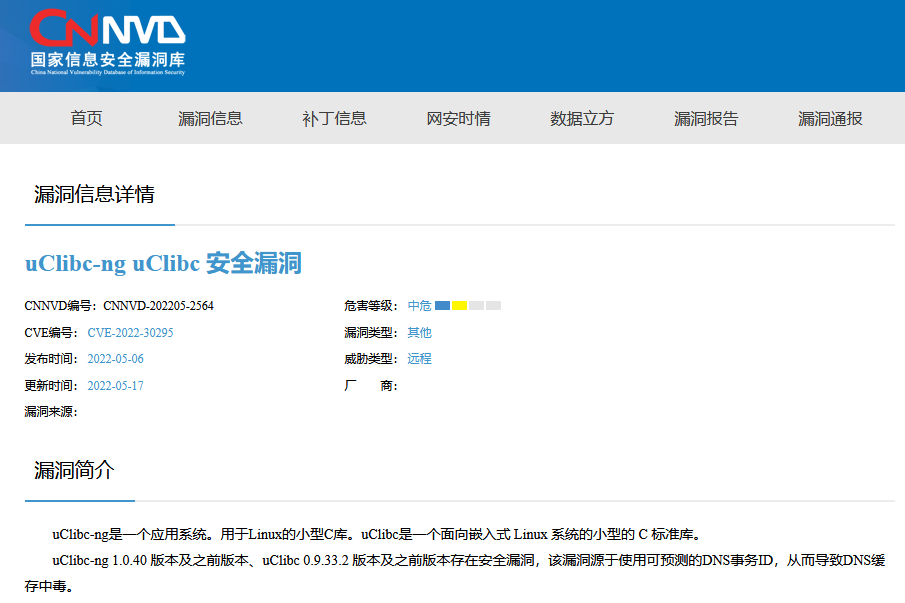 CNNVD
国家信息安全漏洞库
China National Vulnerability Database of Information Security
首页 漏洞信息 补丁信息 网安时情 数据立方 漏洞报告 漏洞通报
漏洞信息详情
uClibc-ng uClibc 安全漏洞
CNNVD编号：CNNVD-202205-2564 危害等级：中危
CVE编号：CVE-2022-30295 漏洞类型：其他
发布时间：2022-05-06 威胁类型：远程
更新时间：2022-05-17 厂 商：
漏洞来源：
漏洞简介
uClibc-ng是一个应用系统。用于Linux的小型C库。uClibc是一个面向嵌入式 Linux 系统的小型的 C 标准库。
uClibc-ng 1.0.40 版本及之前版本、uClibc 0.9.33.2 版本及之前版本存在安全漏洞，该漏洞源于使用可预测的DNS事务ID，从而导致DNS缓
存中毒。